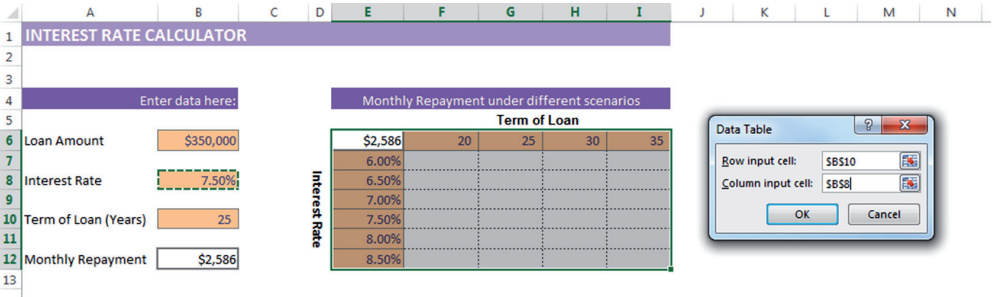 A B C D E F G H I J K L M N
1 INTEREST RATE CALCULATOR
2
3
4 Enter data here: Monthly Repayment under different scenarios
5 Term of Loan
6 Loan Amount $350,000 $2,586 20 25 30 35
7 6.00%
8 Interest Rate 7.50% 6.50%
9 7.00%
10 Term of Loan (Years) 25 7.50%
11 8.00%
12 Monthly Repayment $2,586 8.50%
13
Interest Rate
Data Table ? X
Row input cell: $B$10
Column input cell: $B$8
OK Cancel